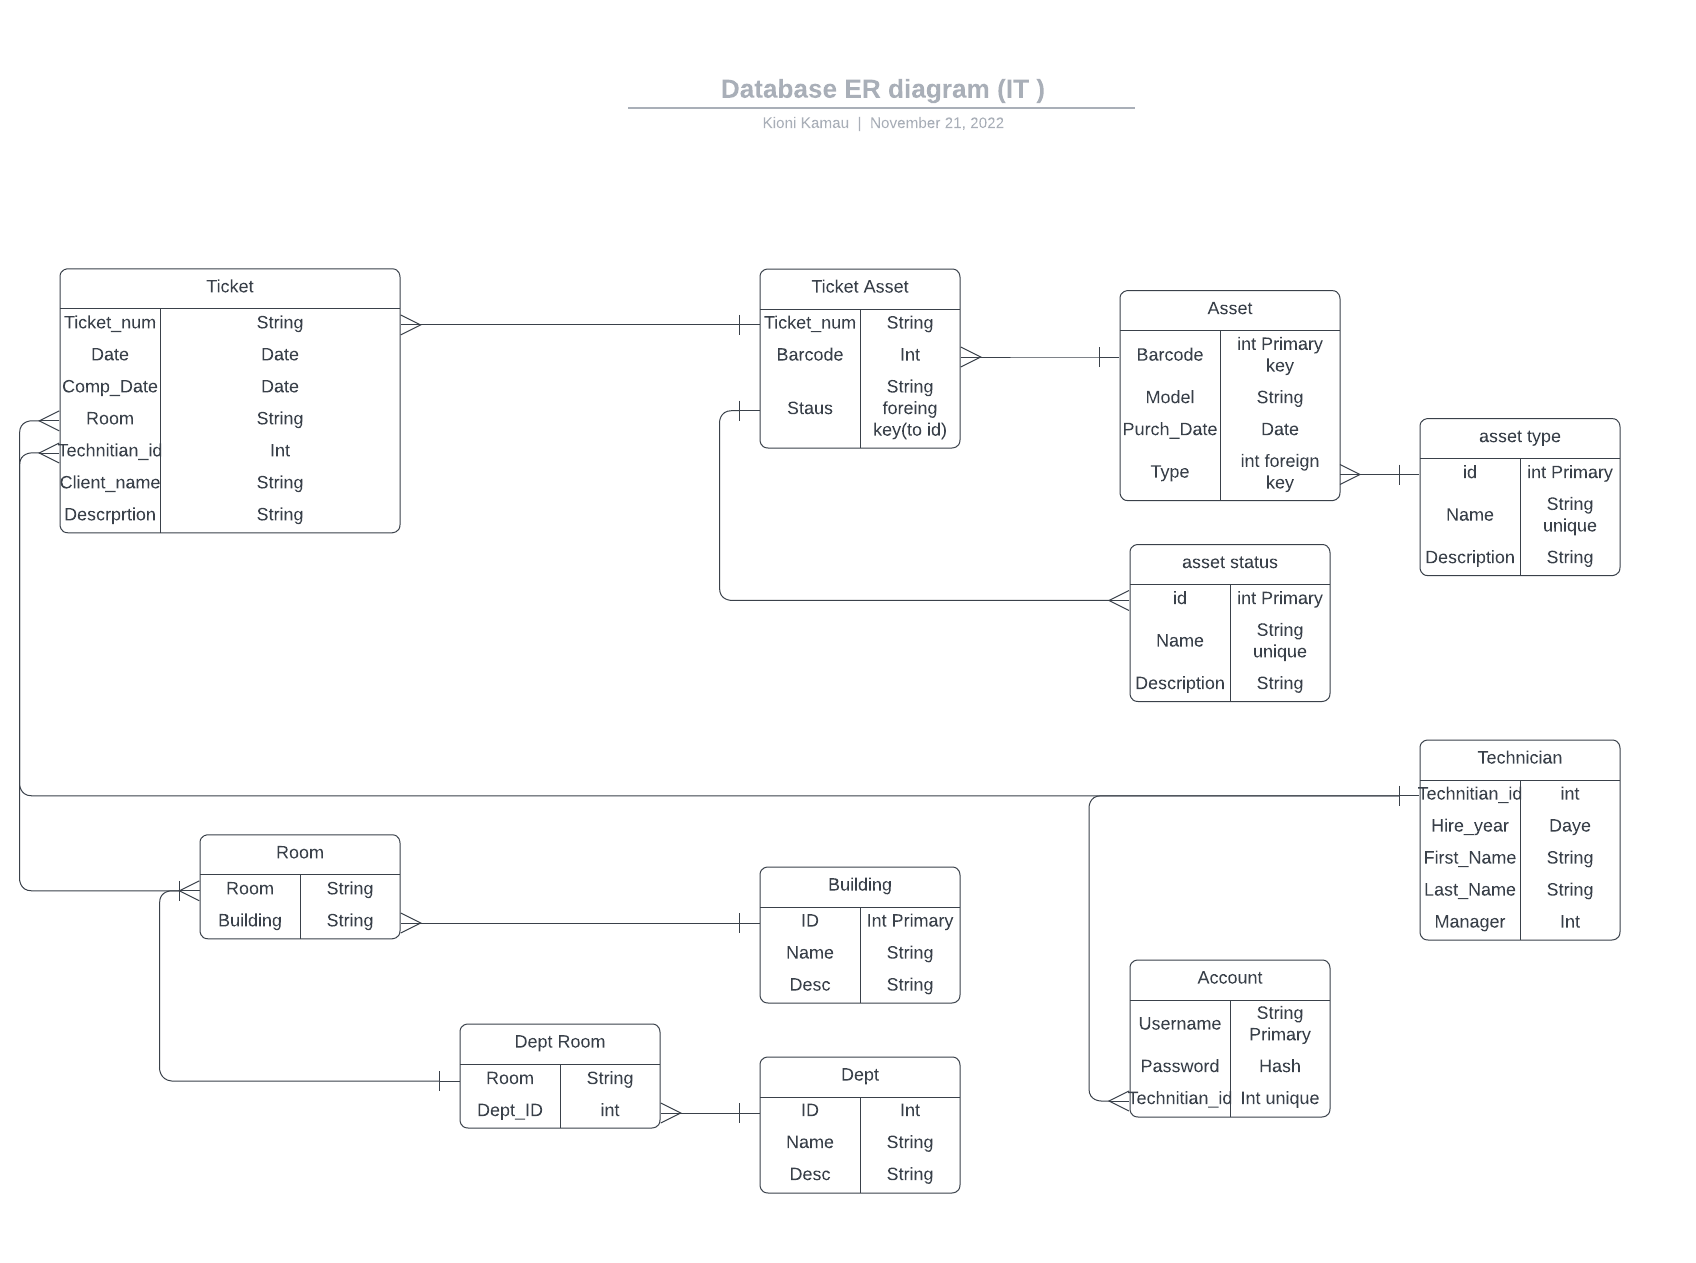 Database ER diagram (IT )
Kioni Kamau | November 21, 2022
Ticket
Ticket_num String
Date Date
Comp_Date Date
Room String
Technitian_id Int
Client_name String
Descrprtion String
Ticket Asset
Ticket_num String
Barcode Int
Staus String
foreing
key(to id)
Asset
Barcode int Primary
key
Model String
Purch_Date Date
Type int foreign
key
asset type
id int Primary
Name String
unique
Description String
asset status
id int Primary
Name String
unique
Description String
Technician
Technitian_id int
Hire_year Daye
First_Name String
Last_Name String
Manager Int
Room
Room String
Building String
Building
ID Int Primary
Name String
Desc String
Account
Username String
Primary
Password Hash
Technitian_id Int unique
Dept Room
Room String
Dept_ID int
Dept
ID Int
Name String
Desc String